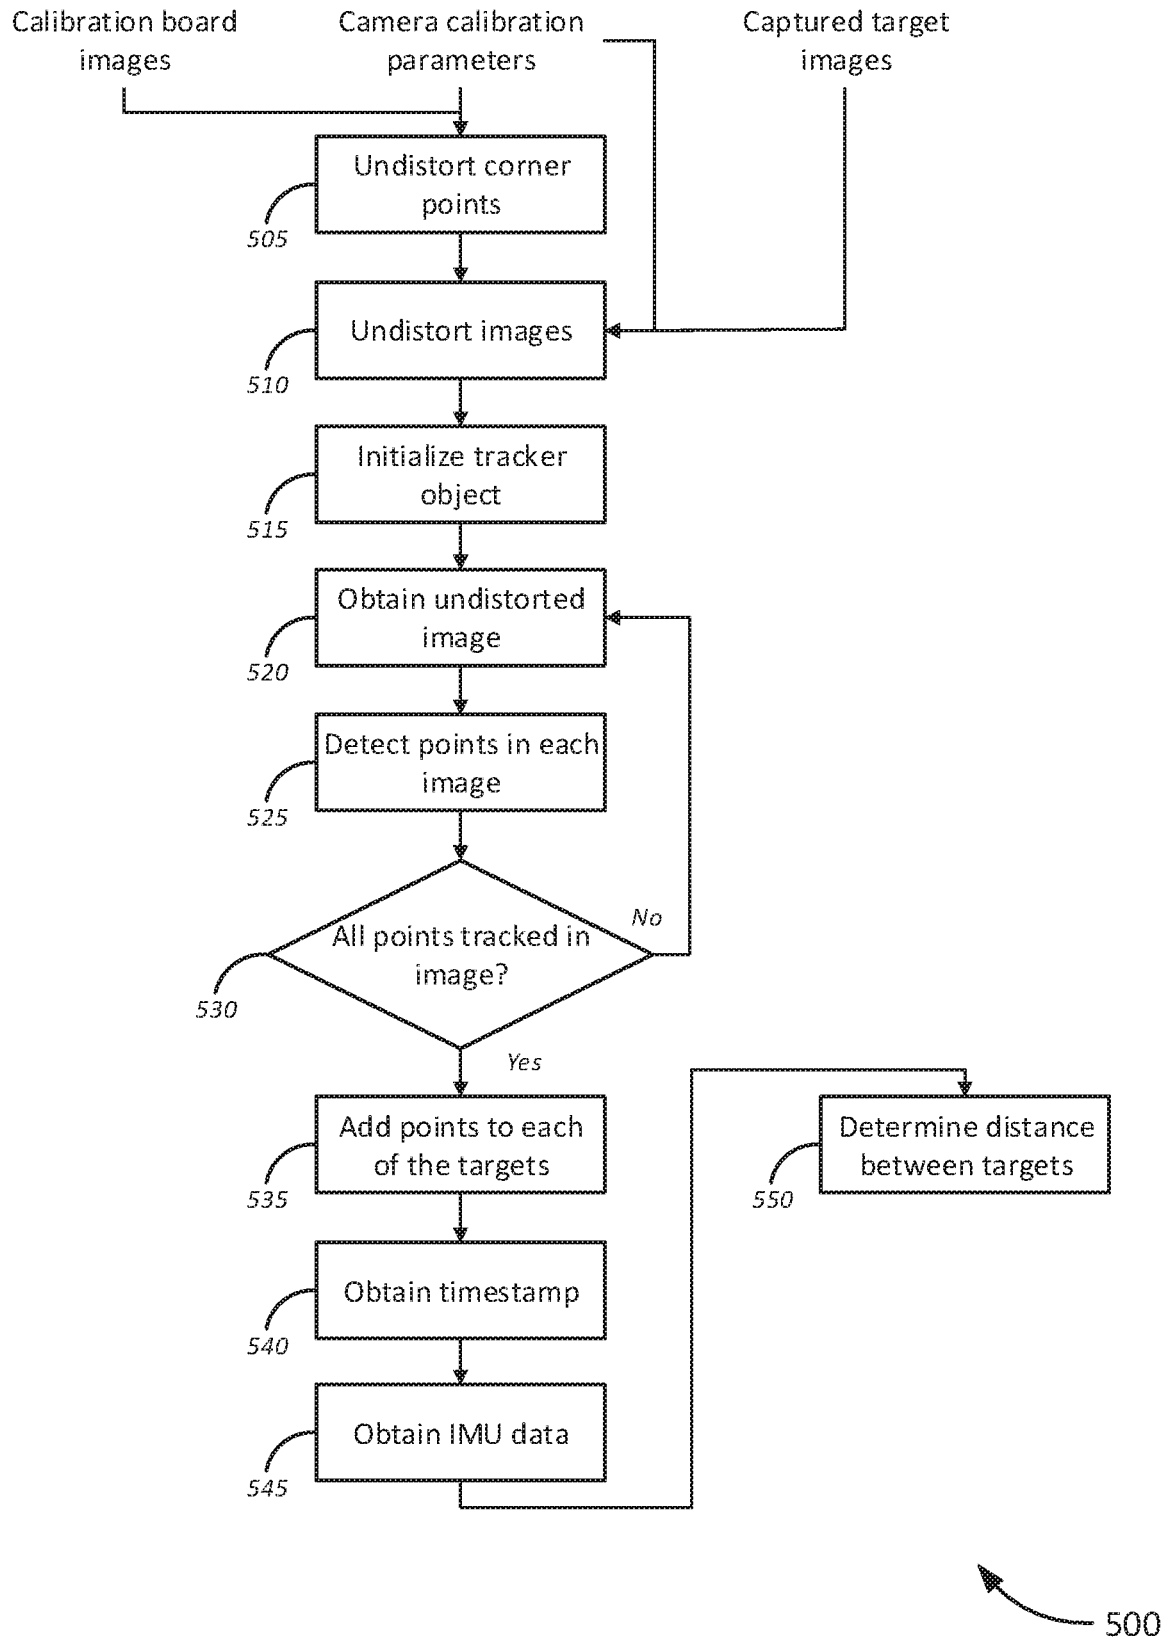 Calibration board
images
Camera calibration
parameters
Captured target
images
Undistort corner
points
505
Undistort images
510
Initialize tracker
object
515
Obtain undistorted
image
520
Detect points in each
image
525
All points tracked in
image?
No
530
Yes
Add points to each
of the targets
535
Determine distance
between targets
550
Obtain timestamp
540
Obtain IMU data
545
500